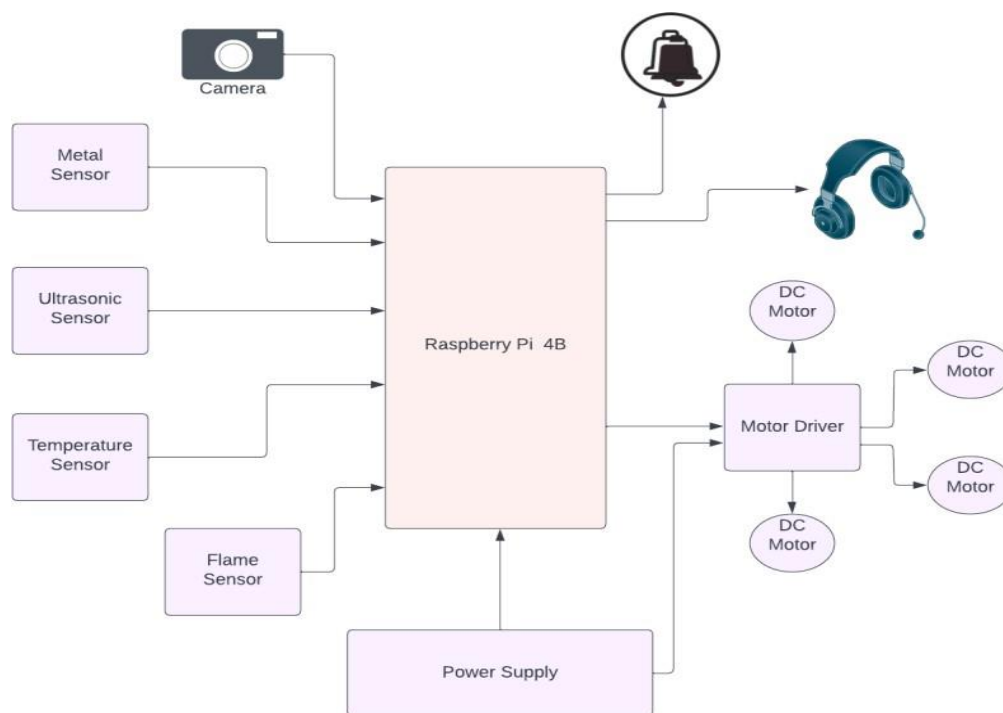 Camera
Metal
Sensor
Ultrasonic
Sensor
Temperature
Sensor
Flame
Sensor
Raspberry Pi 4B
Power Supply
DC
Motor
Motor Driver
DC
Motor
DC
Motor
DC
Motor